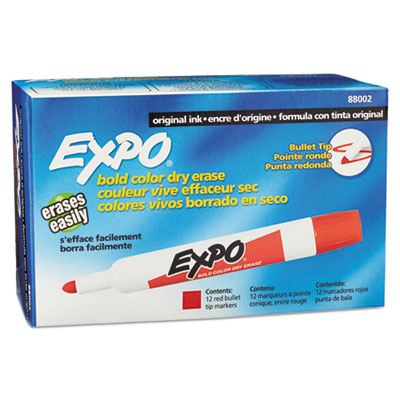 88002
original ink • encre d'origine • formula con tinta original
EXPO®
bold color dry erase
couleur vive effaceur sec
colores vivos borrado en seco
Bullet Tip
Pointe ronde
Punta redonda
erases
easily
s'efface facilement
borra facilmente
EXPO
BOLD COLOR DRY ERASE
Contents:
12 red bullet
tip markers
Contenu:
12 marqueurs à pointe
conique, encre rouge
Contenido:
12 marcadores rojos
punta de bala